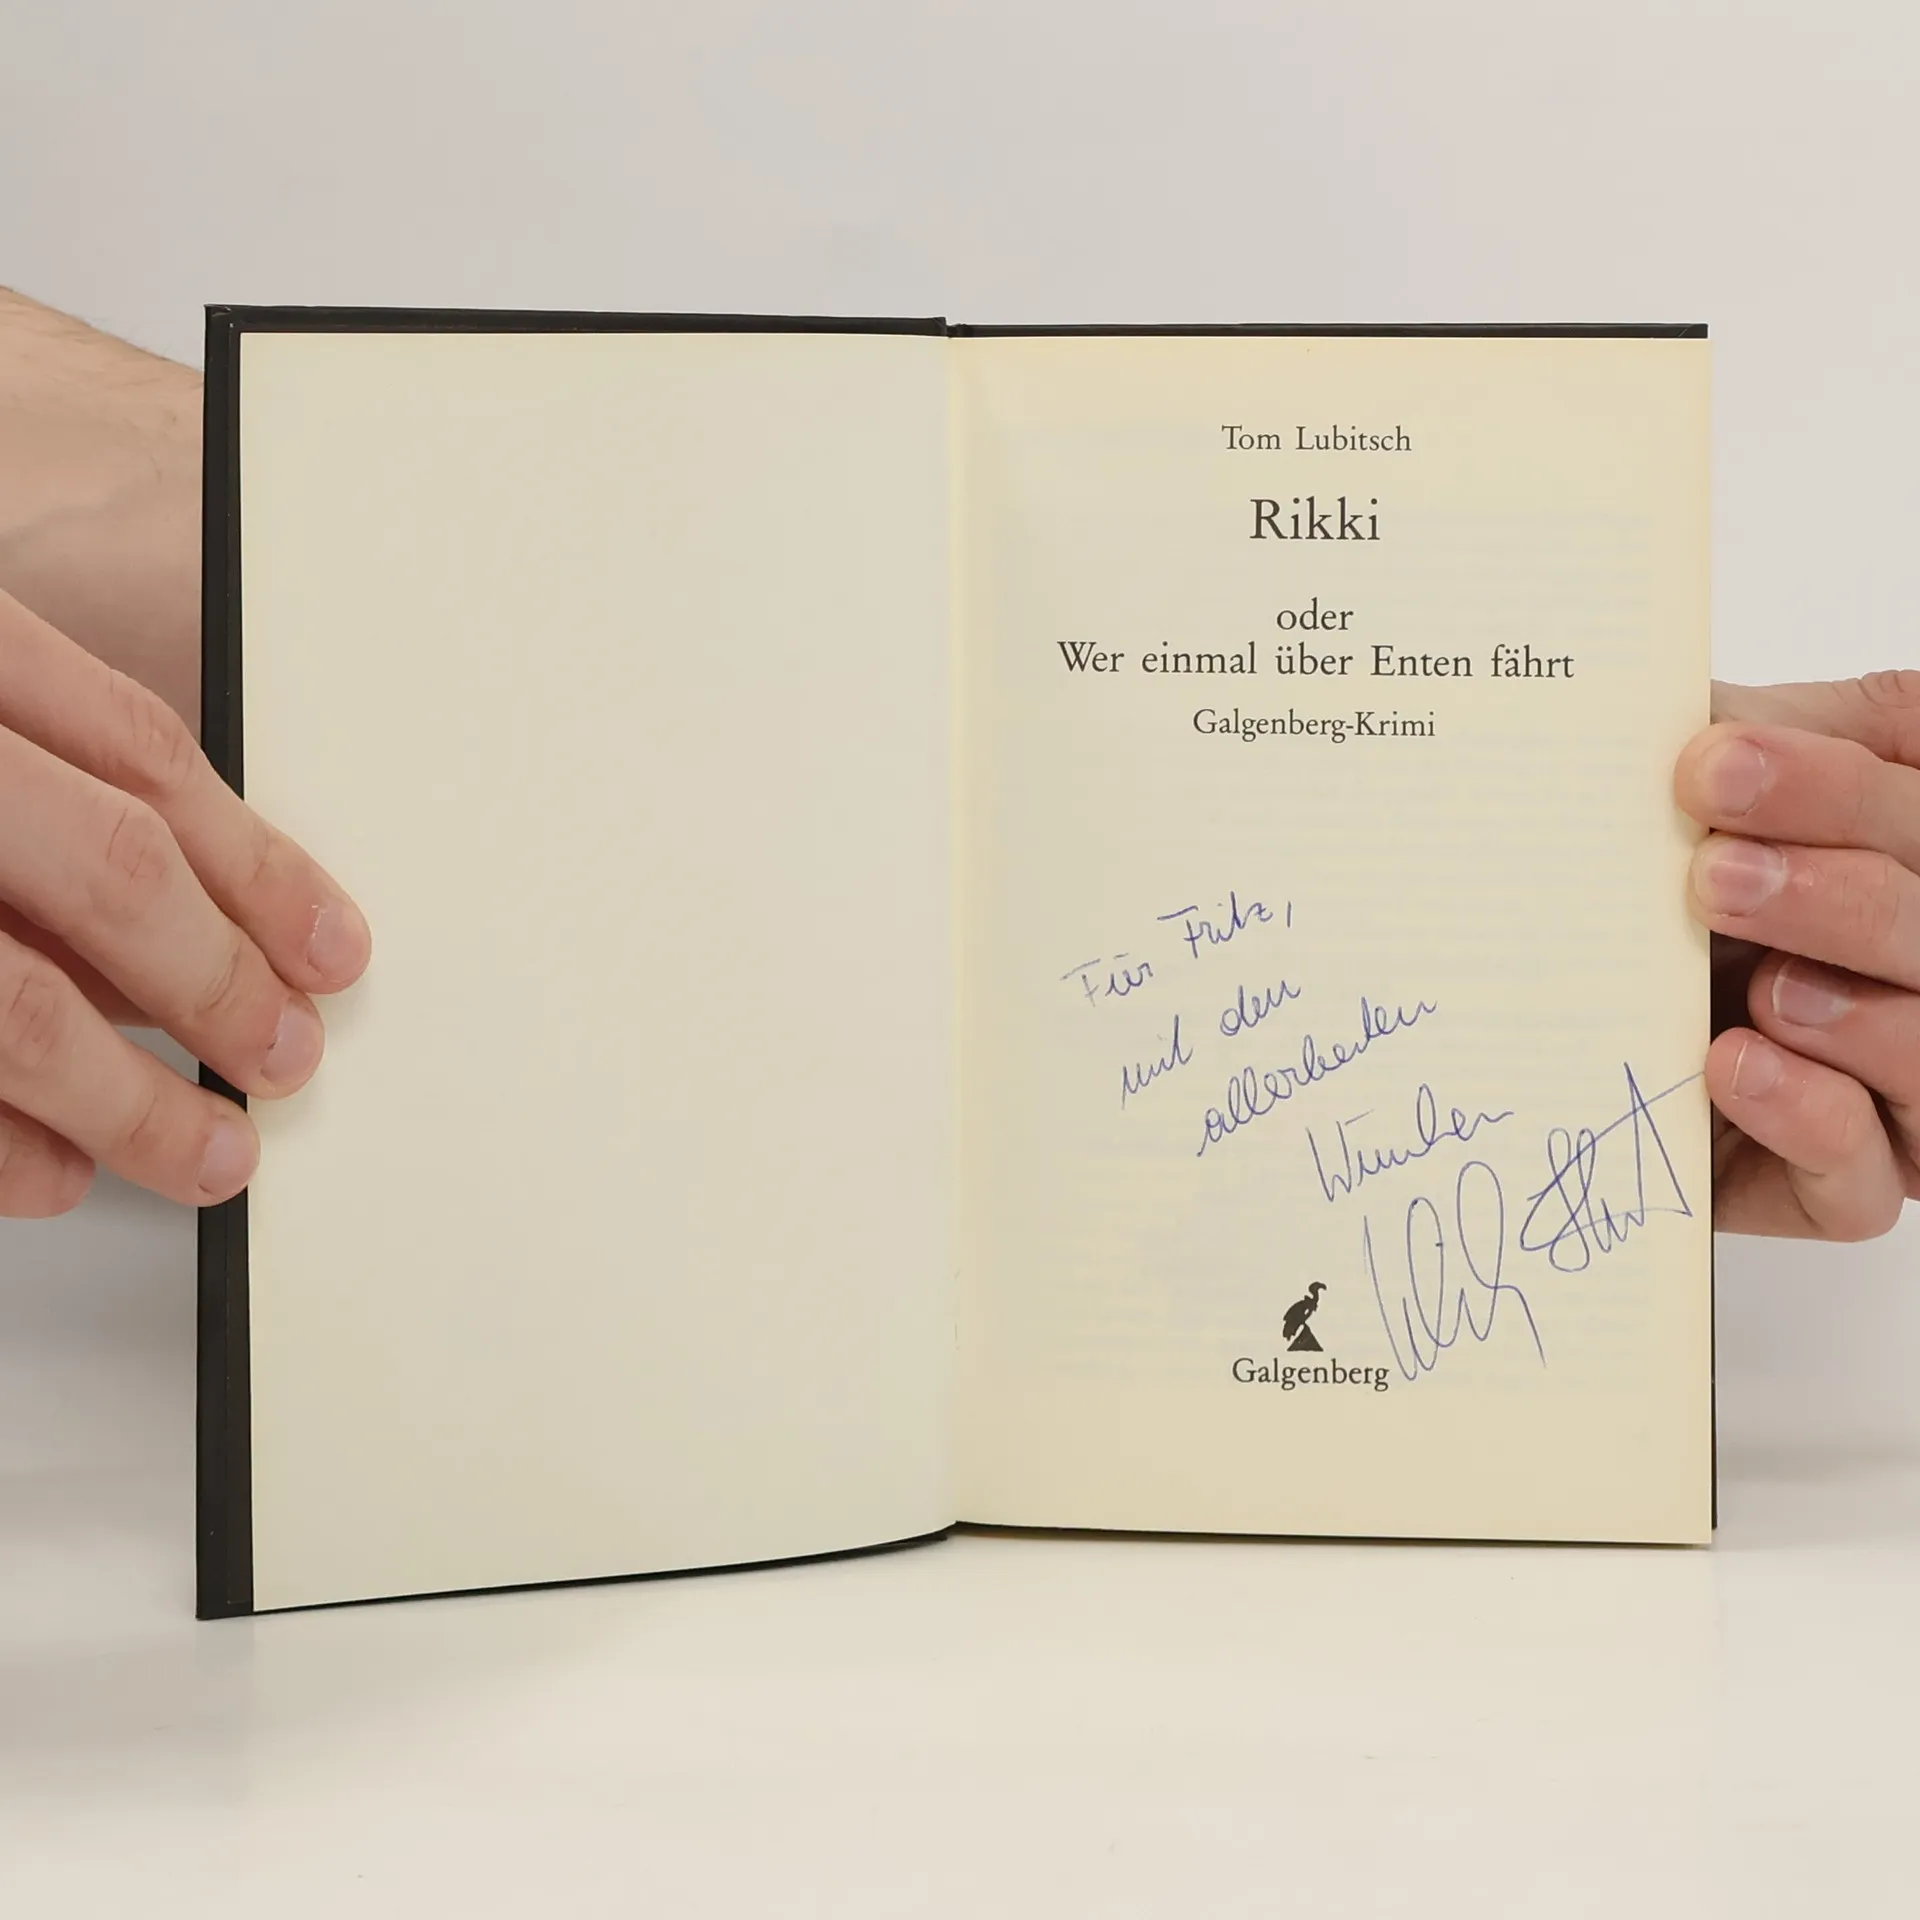 Tom Lubitsch
Rikki
oder
Wer einmal über Enten fährt
Galgenberg-Krimi
Für Fritz,
mit den
allerbesten
Wünschen
Galgenberg